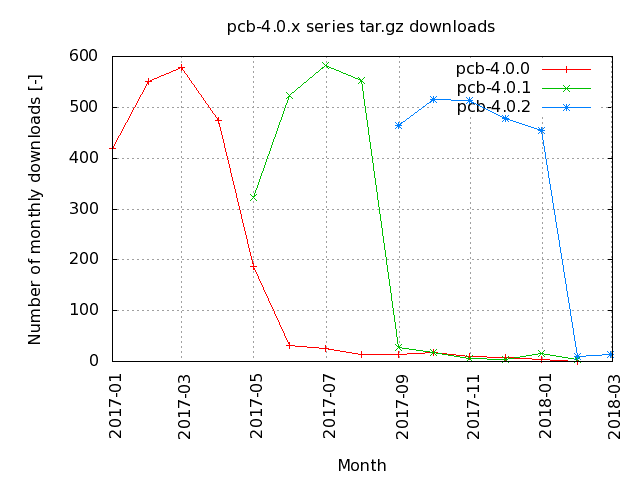 pcb-4.0.x series tar.gz downloads
Number of monthly downloads [-]
600
500
400
300
200
100
0
pcb-4.0.0
pcb-4.0.1
pcb-4.0.2
2017-01
2017-03
2017-05
2017-07
2017-09
2017-11
2018-01
2018-03
Month